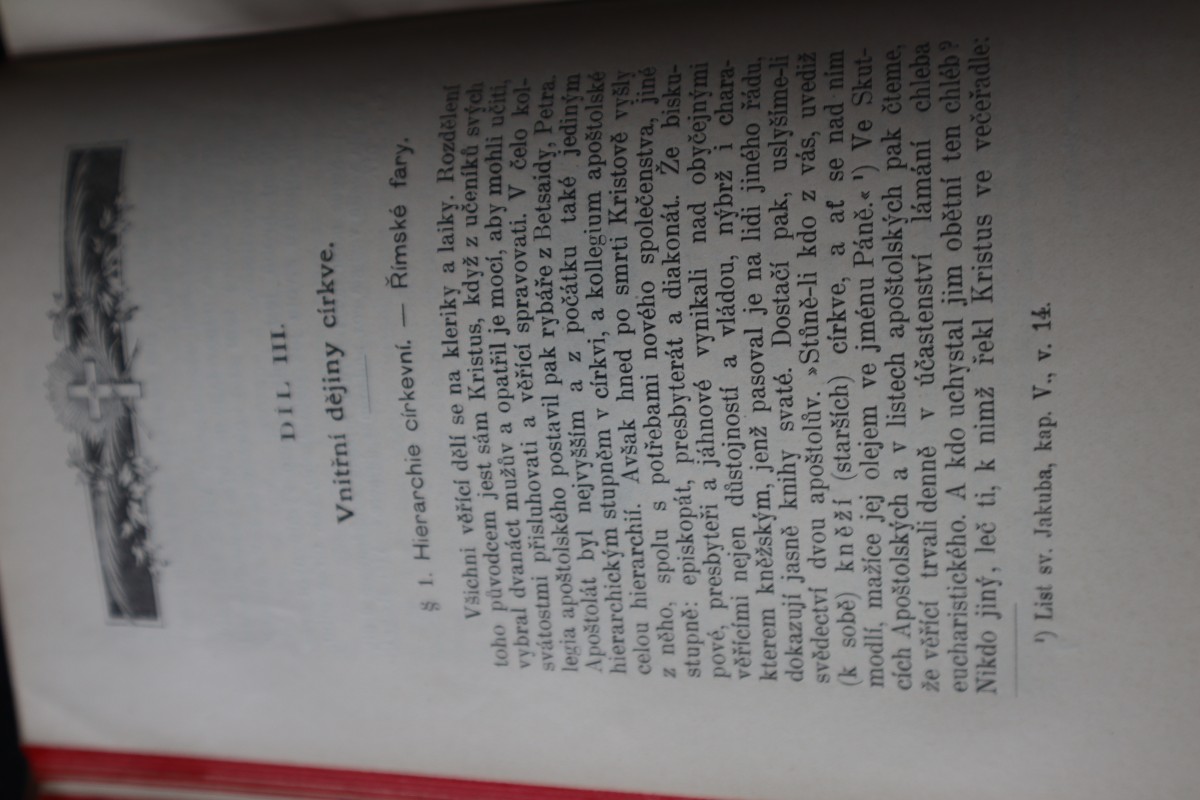 DÍL III.
Vnitřní dějiny církve.
§ 1. Hierarchie církevní. — Římské fary.
Všichni věřící dělí se na kleriky a laiky. Rozdělení
toho původcem jest sám Kristus, když z učeníků svých
vybral dvanáct mužův a opatřil je mocí, aby mohli učiti,
svátostmi přisluhovati a věřící spravovati. V čelo kol-
legia apoštolského postavil pak rybáře z Betsaidy, Petra.
Apoštolát byl nejvyšším a z počátku také jediným
hierarchickým stupněm v církvi, a kollegium apoštolské
celou hierarchií. Avšak hned po smrti Kristově vyšly
z něho, spolu s potřebami nového společenstva, jiné
stupně: episkopát, presbyterát a diakonát. Že bisku-
pové, presbyteři a jáhnové vynikali nad obyčejnými
věřícími nejen důstojností a vládou, nýbrž i chara-
kterem kněžským, jenž pasoval je na lidi jiného řádu,
dokazují jasně knihy svaté. Dostačí pak, uslyšíme-li
svědectví dvou apoštolův. »Stůně-li kdo z vás, uvediž
(k sobě) kněží (starších) církve, a ať se nad ním
modlí, mažíce jej olejem ve jménu Páně.« ¹) Ve Skut-
cích Apoštolských a v listech apoštolských pak čteme,
že věřící trvali denně v účastenství lámání chleba
eucharistického. A kdo uchystal jim obětní ten chléb?
Nikdo jiný, leč ti, k nimž řekl Kristus ve večeřadle:
¹) List sv. Jakuba, kap. V., v. 14.